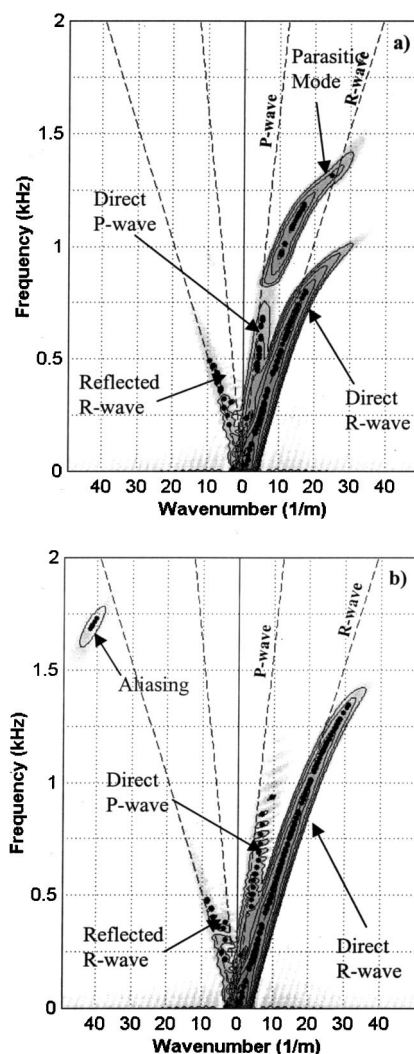 a)
2
1.5
1
0.5
0
Frequency (kHz)
Parasitic
Mode
P-wave
R-wave
Direct
P-wave
Reflected
R-wave
Direct
R-wave
40 30 20 10 0 10 20 30 40
Wavenumber (1/m)
b)
2
1.5
1
0.5
0
Frequency (kHz)
P-wave
R-wave
Aliasing
Direct
P-wave
Reflected
R-wave
Direct
R-wave
40 30 20 10 0 10 20 30 40
Wavenumber (1/m)